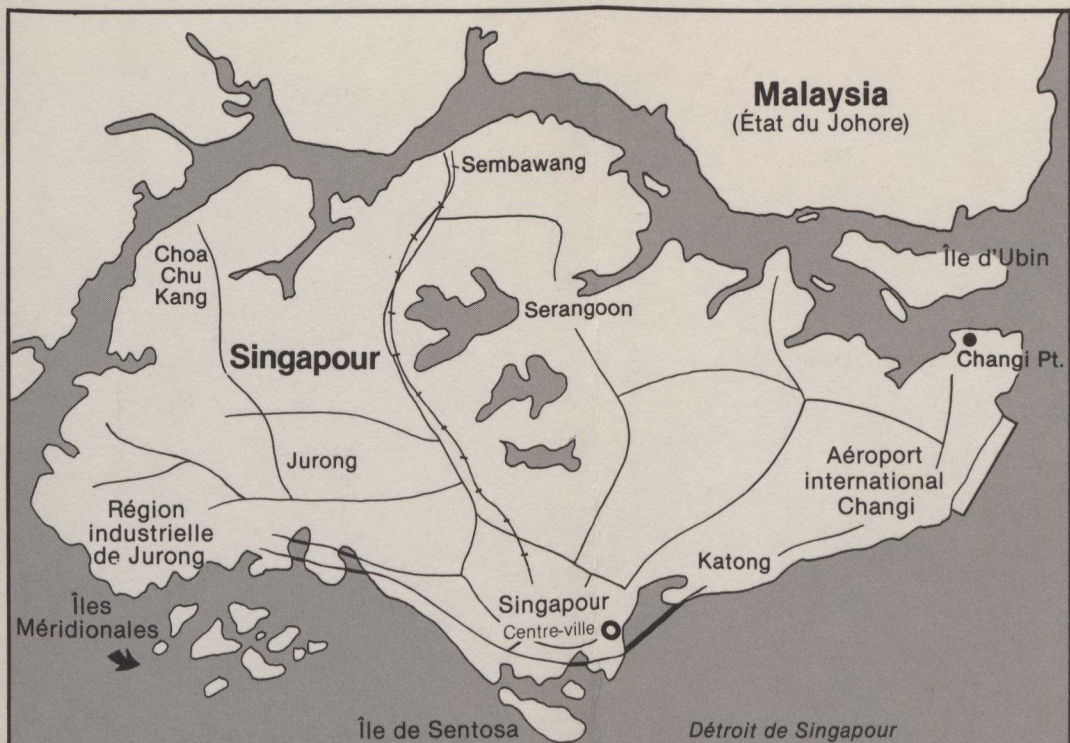 Malaysia
(État du Johore)
Sembawang
Choa
Chu
Kang
Île d'Ubin
Serangoon
Singapour
Changi Pt.
Jurong
Aéroport
international
Changi
Région
industrielle
de Jurong
Katong
Îles
Méridionales
Singapour
Centre-ville
Île de Sentosa
Détroit de Singapour